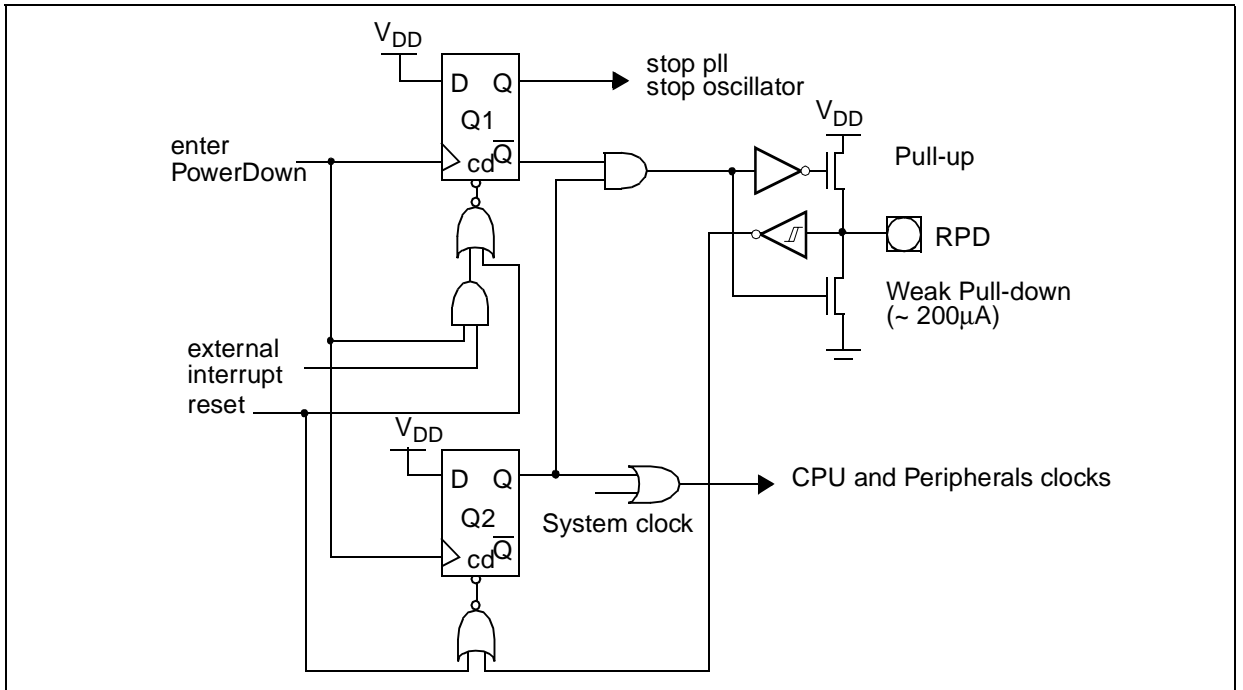 VDD
D Q
Q1
cd Q̅
stop pll
stop oscillator
enter
PowerDown
VDD
Pull-up
RPD
Weak Pull-down
(~ 200μA)
external
interrupt
reset
VDD
D Q
Q2
cd Q̅
System clock
CPU and Peripherals clocks